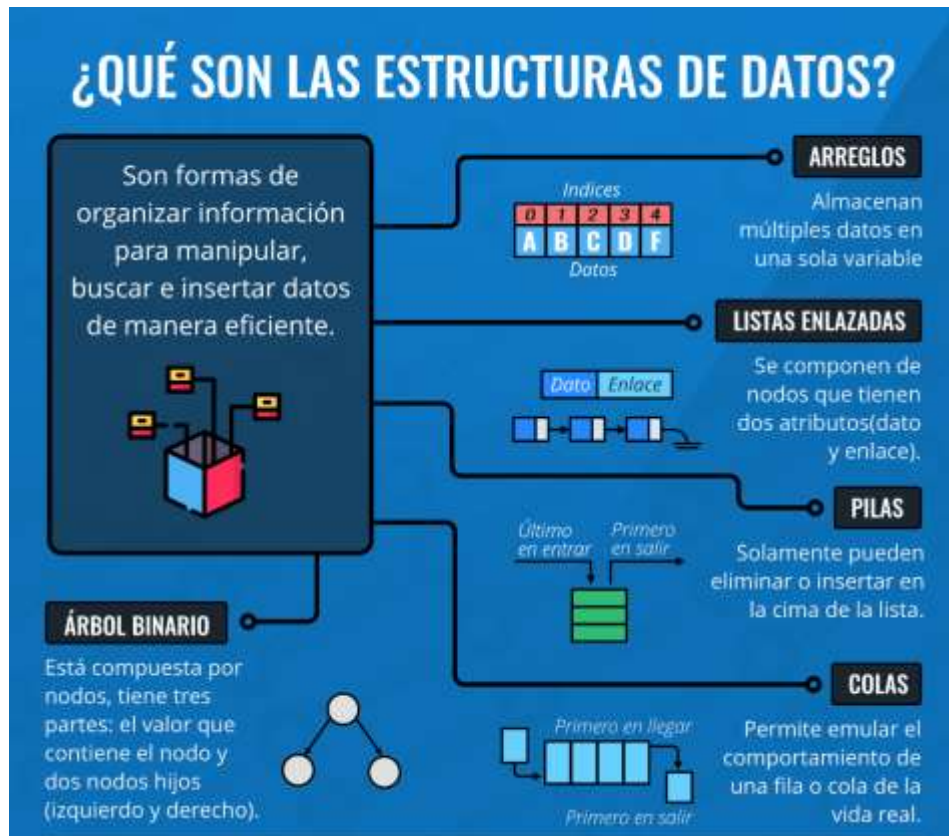 ¿QUÉ SON LAS ESTRUCTURAS DE DATOS?
Son formas de
organizar información
para manipular,
buscar e insertar datos
de manera eficiente.
ARREGLOS
Almacenan
múltiples datos en
una sola variable
Indices
0 1 2 3 4
A B C D F
Datos
LISTAS ENLAZADAS
Se componen de
nodos que tienen
dos atributos(dato
y enlace).
Dato Enlace
PILAS
Solamente pueden
eliminar o insertar en
la cima de la lista.
Último
en entrar
Primero
en salir
COLAS
Permite emular el
comportamiento de
una fila o cola de la
vida real.
Primero en llegar
Primero en salir
ÁRBOL BINARIO
Está compuesta por
nodos, tiene tres
partes: el valor que
contiene el nodo y
dos nodos hijos
(izquierdo y derecho).